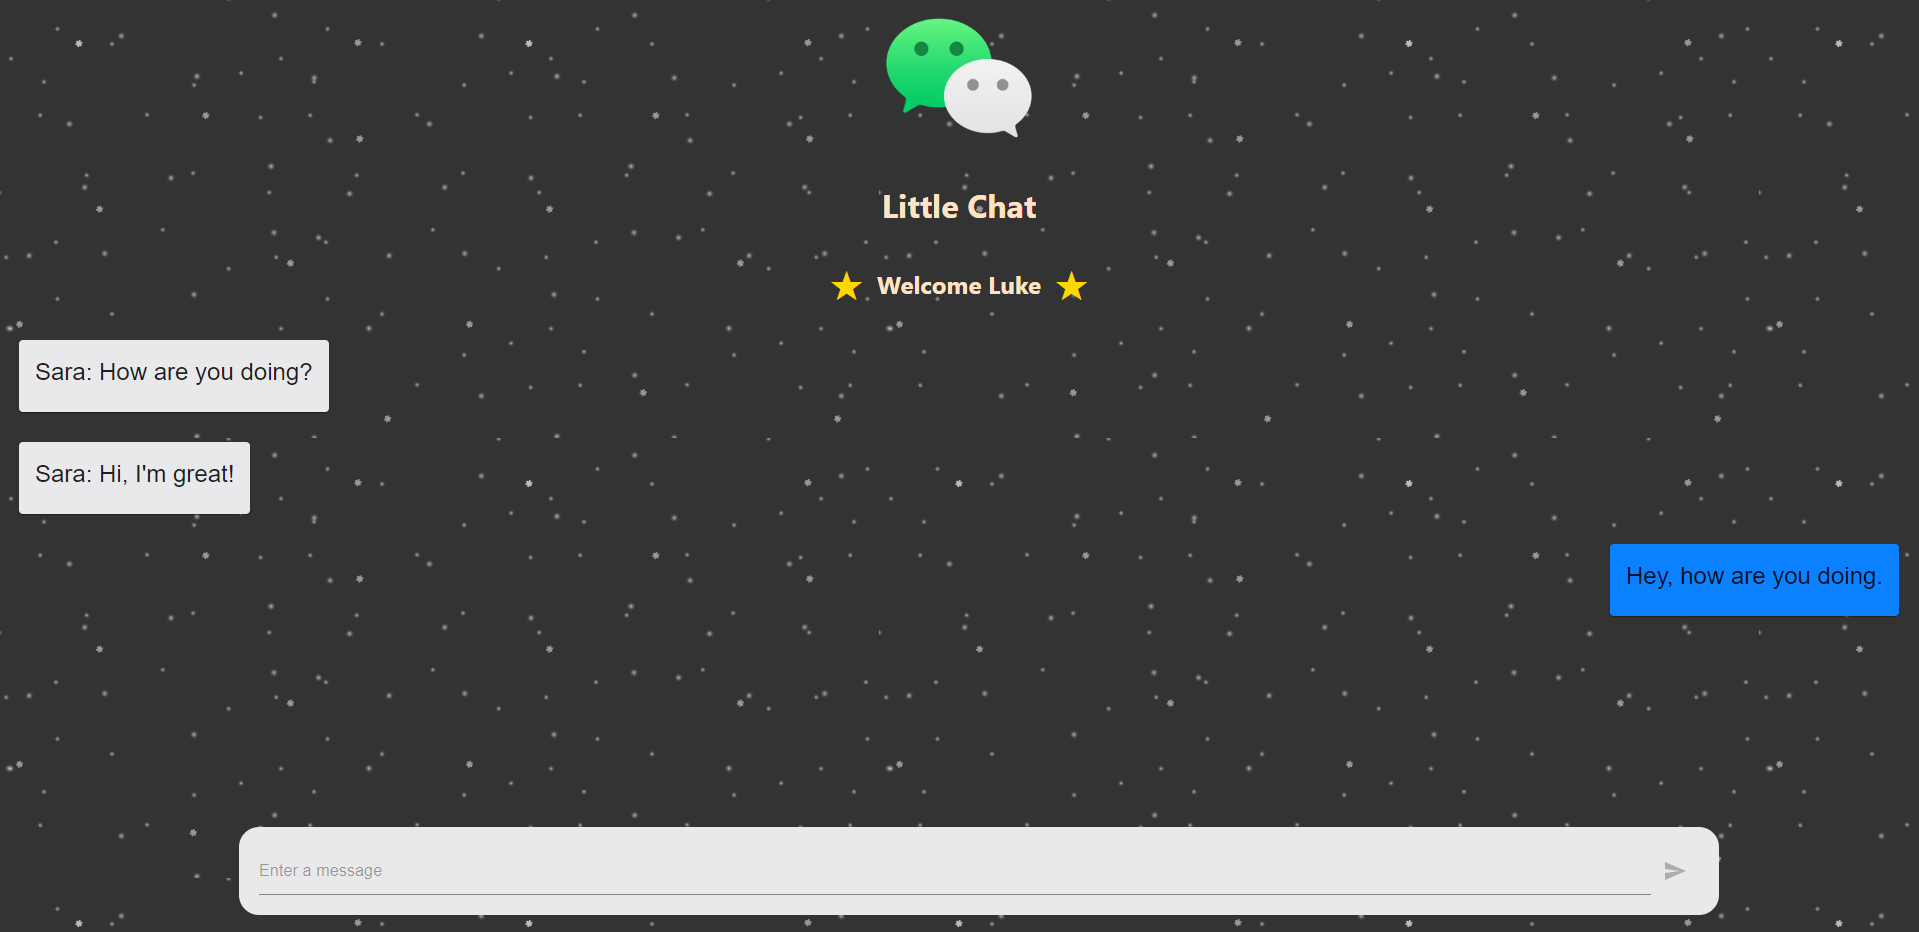 Little Chat
Welcome Luke
Sara: How are you doing?
Sara: Hi, I'm great!
Hey, how are you doing.
Enter a message